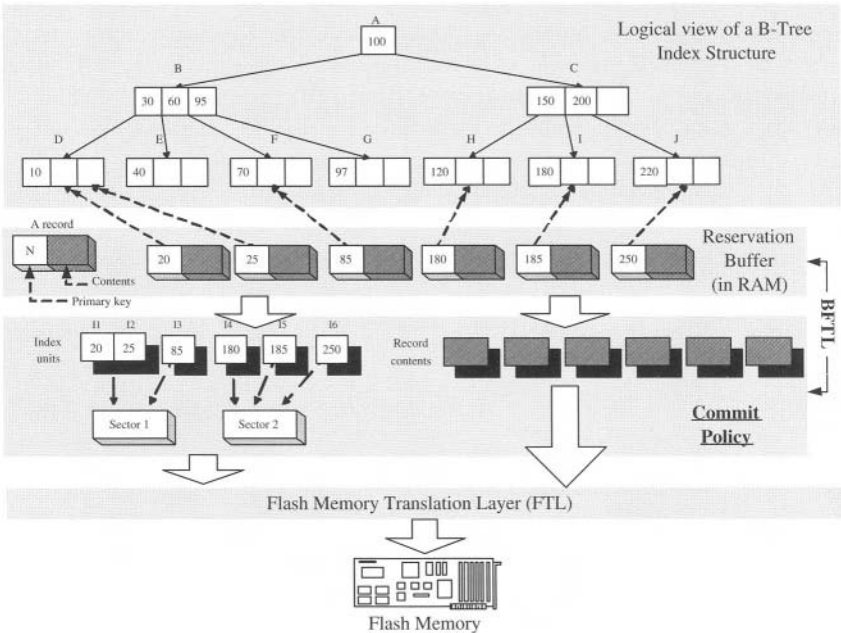 A
Logical view of a B-Tree
Index Structure
100
B
C
30 60 95
150 200
D
E
F
G
H
I
J
10
40
70
97
120
180
220
A record
N
Contents
Primary key
20
25
85
180
185
250
Reservation
Buffer
(in RAM)
BFTL
I1
I2
I3
I4
I5
I6
Index
units
20
25
85
180
185
250
Record
contents
Sector 1
Sector 2
Commit
Policy
Flash Memory Translation Layer (FTL)
Flash Memory